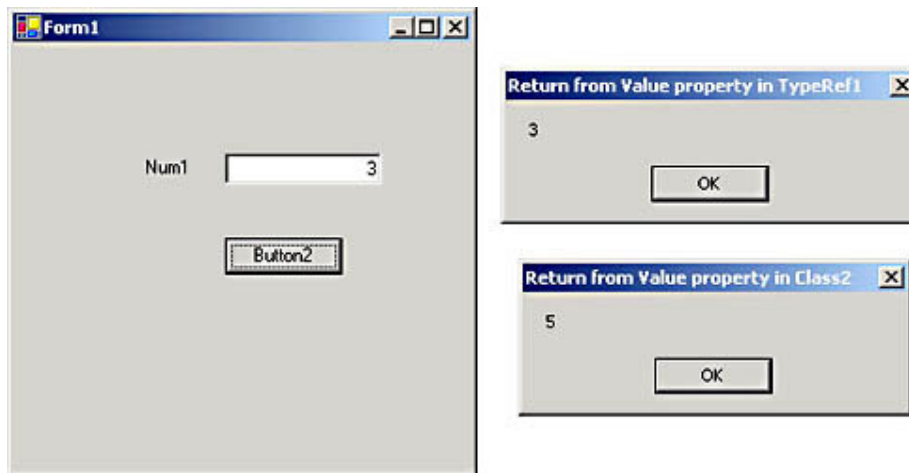 Form1
Num1
3
Button2
Return from Value property in TypeRef1
3
OK
Return from Value property in Class2
5
OK